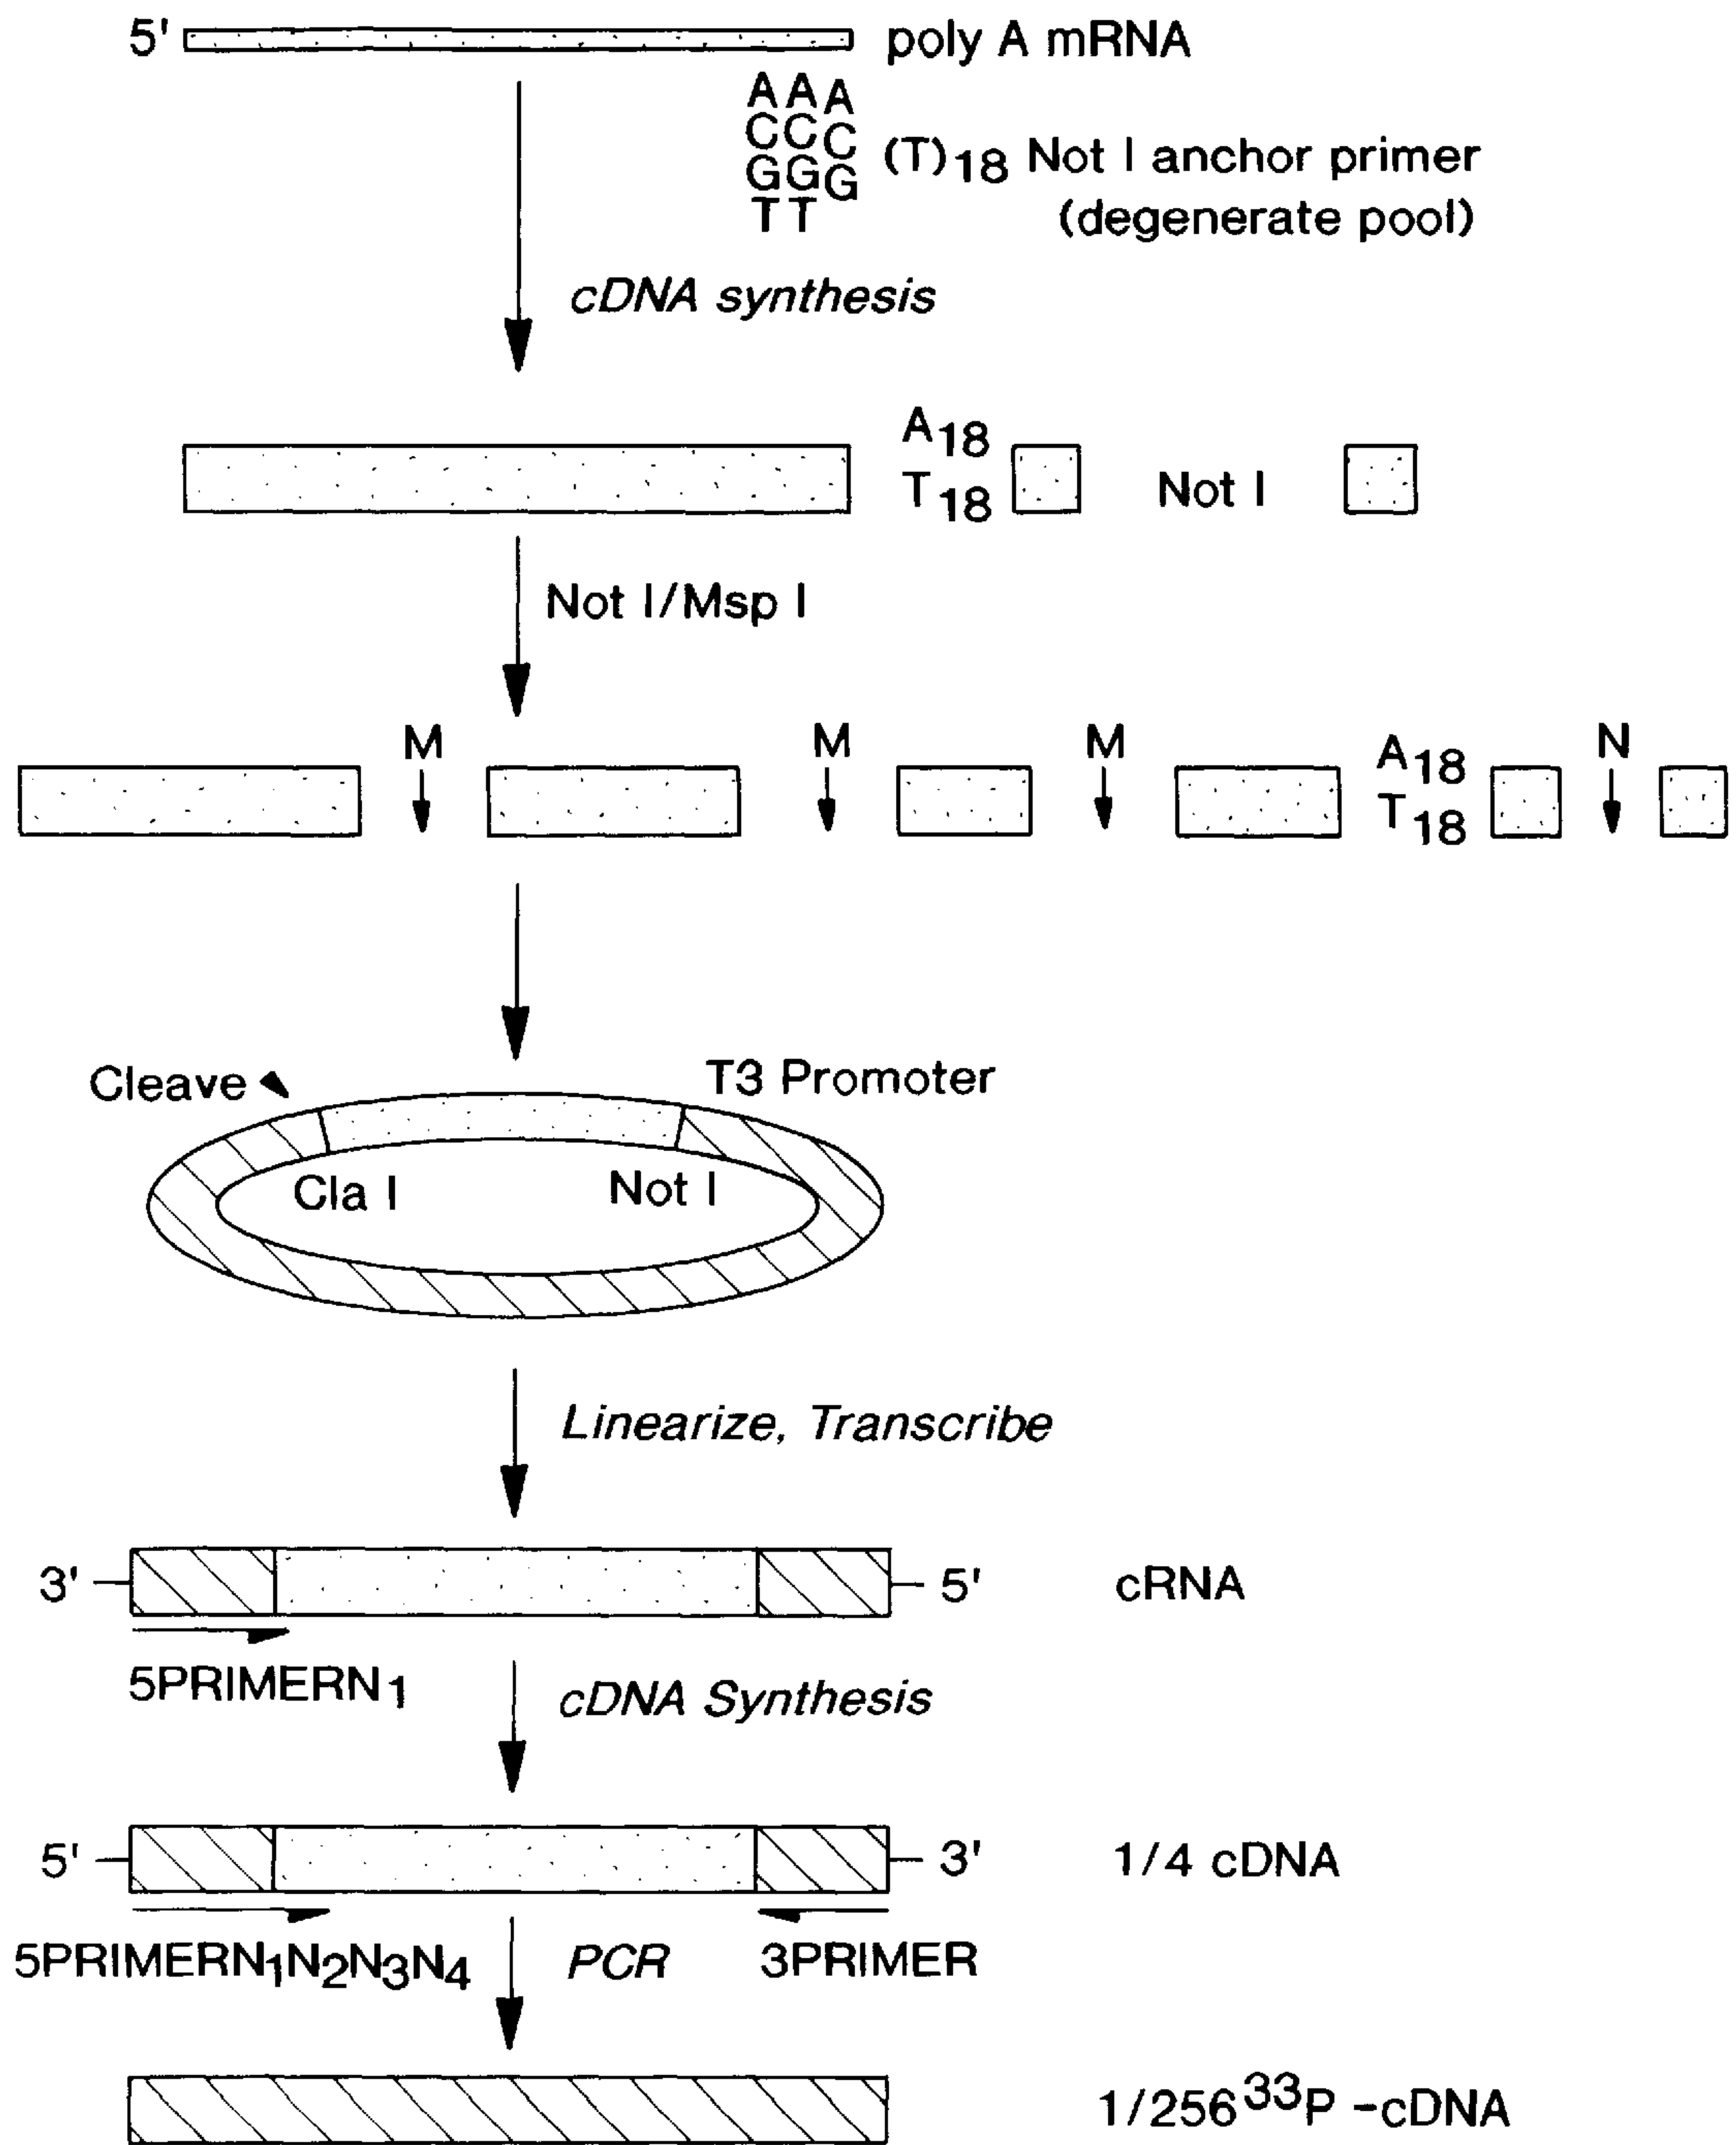 5' poly A mRNA
A A A
C C C
G G G
T T
(T)18 Not I anchor primer
(degenerate pool)
cDNA synthesis
A18
T18
Not I
Not I/Msp I
M M M N
A18
T18
Cleave
T3 Promoter
Cla I
Not I
Linearize, Transcribe
3' 5' cRNA
5PRIMERN1
cDNA Synthesis
5' 3' 1/4 cDNA
5PRIMERN1N2N3N4 PCR 3PRIMER
1/256 33P -cDNA